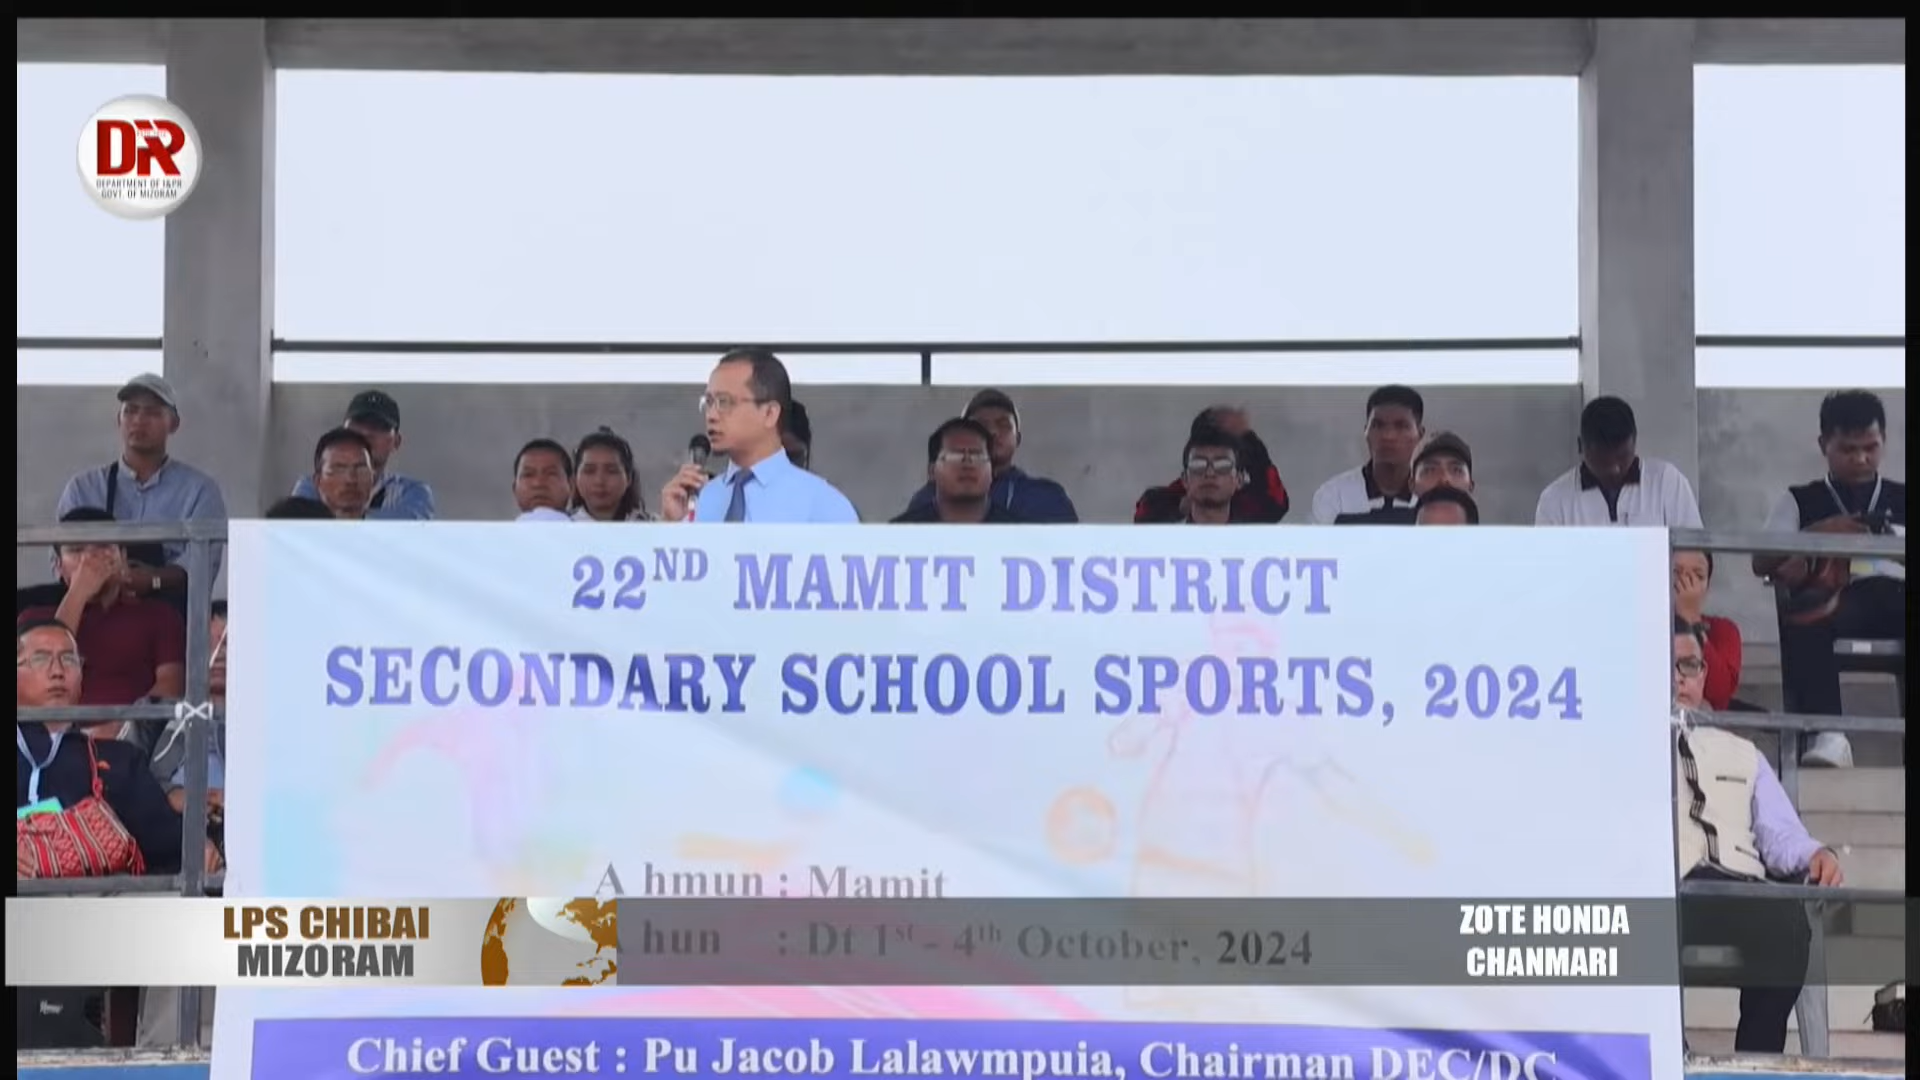 DIPR
DEPARTMENT OF I&PR
GOVT. OF MIZORAM
22ND MAMIT DISTRICT
SECONDARY SCHOOL SPORTS, 2024
A hmun : Mamit
A hun : Dt 1st - 4th October, 2024
LPS CHIBAI
MIZORAM
ZOTE HONDA
CHANMARI
Chief Guest : Pu Jacob Lalawmpuia, Chairman DEC/DC